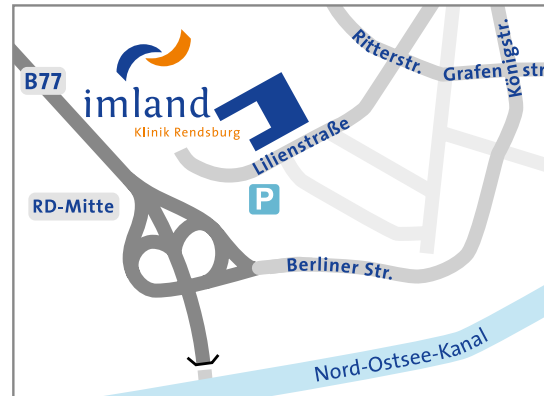 Ritterstr.
Grafen str
Königstr.
B77
imland
Klinik Rendsburg
Lilienstraße
P
RD-Mitte
Berliner Str.
Nord-Ostsee-Kanal